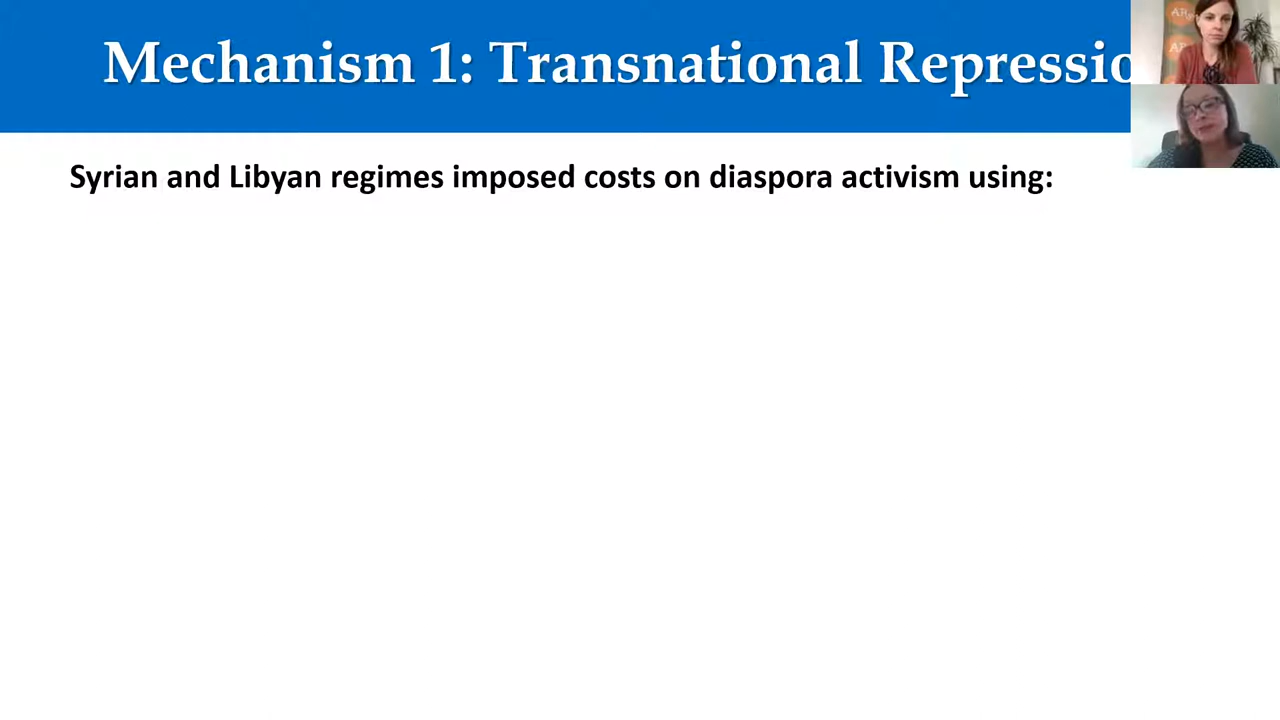 Mechanism 1: Transnational Repressio
Syrian and Libyan regimes imposed costs on diaspora activism using: